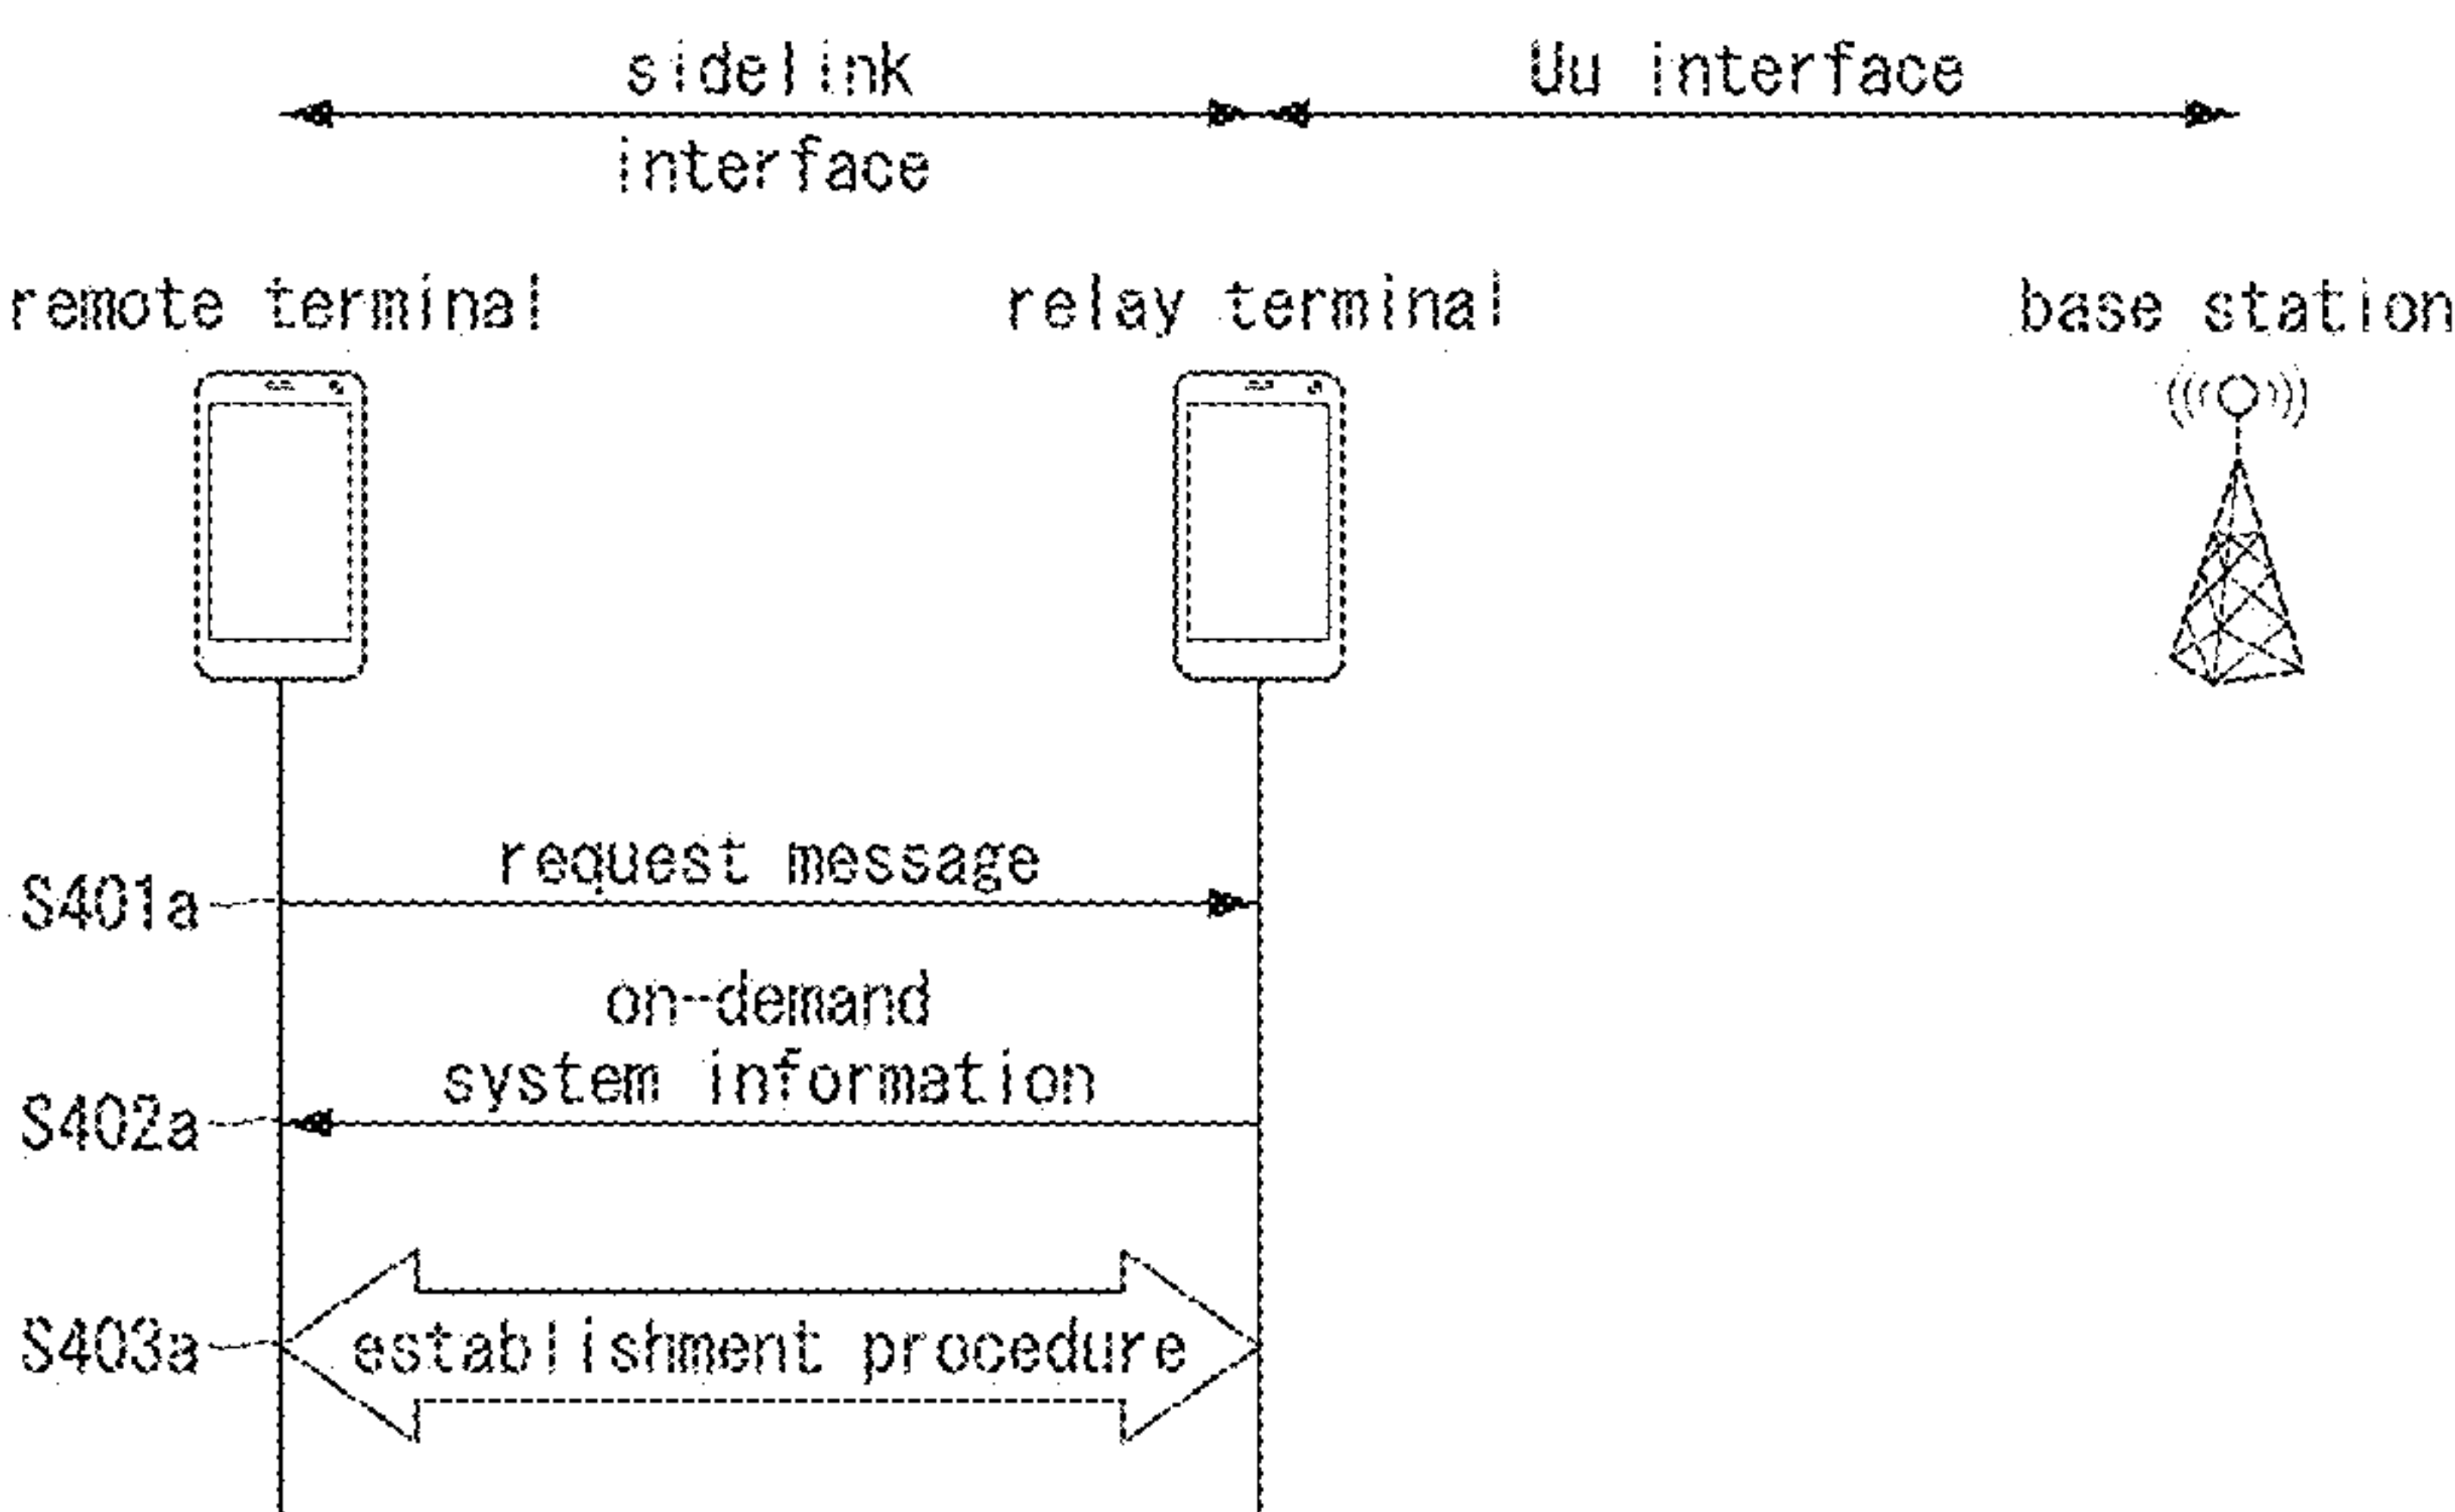 sidelink
interface
Uu interface
remote terminal
relay terminal
base station
S401a
request message
on-demand
system information
S402a
S403a
establishment procedure